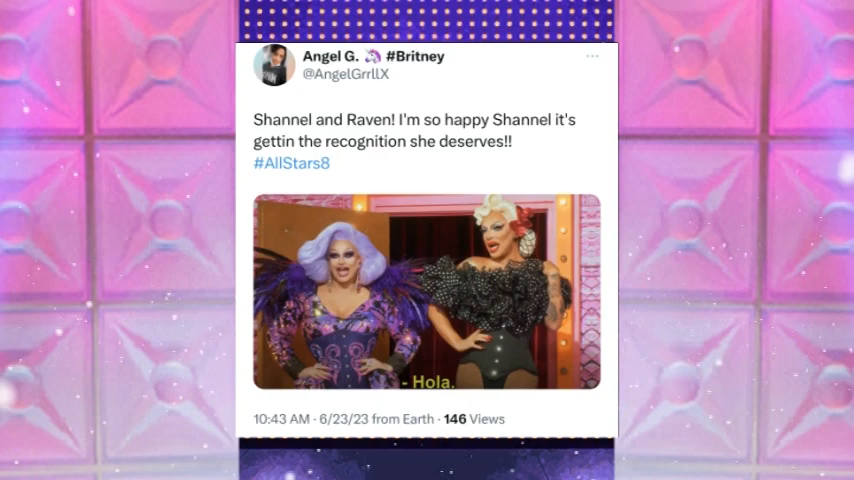 Angel G. 🦄 #Britney
@AngelGrrllX
Shannel and Raven! I'm so happy Shannel it's
gettin the recognition she deserves!!
#AllStars8
- Hola.
10:43 AM · 6/23/23 from Earth · 146 Views